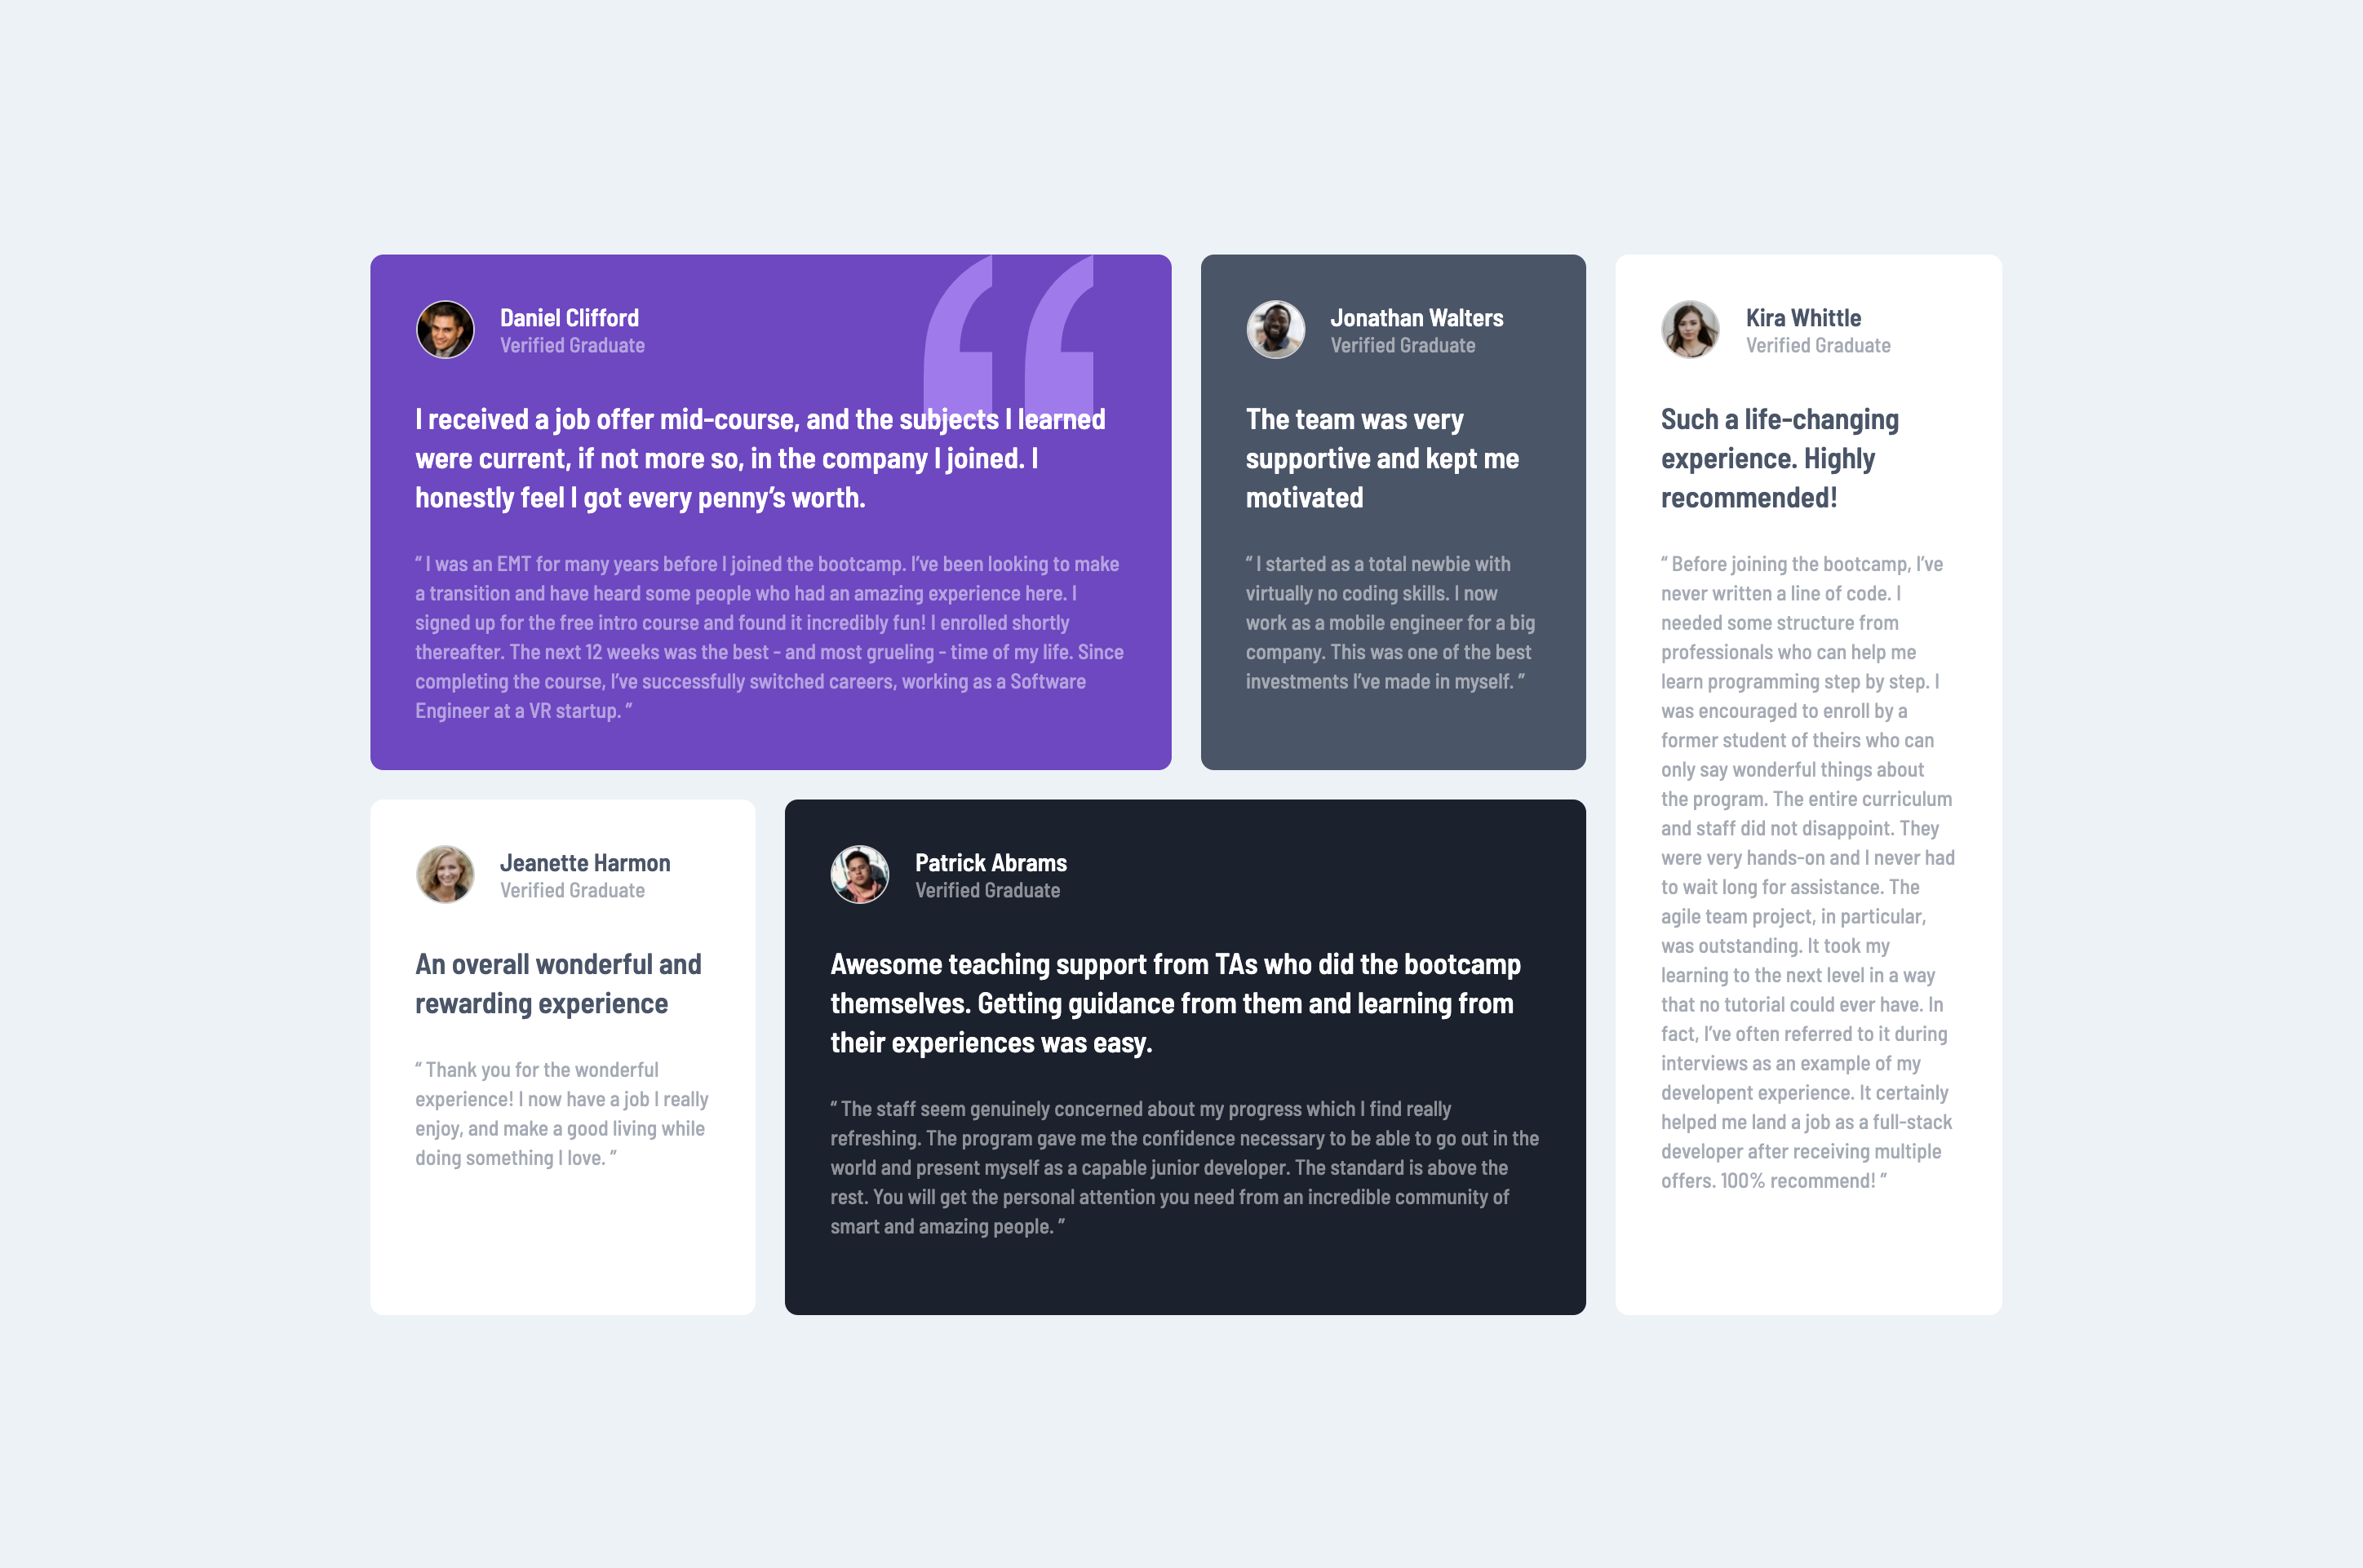 “
Daniel Clifford
Verified Graduate
I received a job offer mid-course, and the subjects I learned
were current, if not more so, in the company I joined. I
honestly feel I got every penny’s worth.
“ I was an EMT for many years before I joined the bootcamp. I’ve been looking to make
a transition and have heard some people who had an amazing experience here. I
signed up for the free intro course and found it incredibly fun! I enrolled shortly
thereafter. The next 12 weeks was the best - and most grueling - time of my life. Since
completing the course, I’ve successfully switched careers, working as a Software
Engineer at a VR startup. ”
Jonathan Walters
Verified Graduate
The team was very
supportive and kept me
motivated
“ I started as a total newbie with
virtually no coding skills. I now
work as a mobile engineer for a big
company. This was one of the best
investments I’ve made in myself. ”
Kira Whittle
Verified Graduate
Such a life-changing
experience. Highly
recommended!
“ Before joining the bootcamp, I’ve
never written a line of code. I
needed some structure from
professionals who can help me
learn programming step by step. I
was encouraged to enroll by a
former student of theirs who can
only say wonderful things about
the program. The entire curriculum
and staff did not disappoint. They
were very hands-on and I never had
to wait long for assistance. The
agile team project, in particular,
was outstanding. It took my
learning to the next level in a way
that no tutorial could ever have. In
fact, I’ve often referred to it during
interviews as an example of my
developent experience. It certainly
helped me land a job as a full-stack
developer after receiving multiple
offers. 100% recommend! ”
Jeanette Harmon
Verified Graduate
An overall wonderful and
rewarding experience
“ Thank you for the wonderful
experience! I now have a job I really
enjoy, and make a good living while
doing something I love. ”
Patrick Abrams
Verified Graduate
Awesome teaching support from TAs who did the bootcamp
themselves. Getting guidance from them and learning from
their experiences was easy.
“ The staff seem genuinely concerned about my progress which I find really
refreshing. The program gave me the confidence necessary to be able to go out in the
world and present myself as a capable junior developer. The standard is above the
rest. You will get the personal attention you need from an incredible community of
smart and amazing people. ”